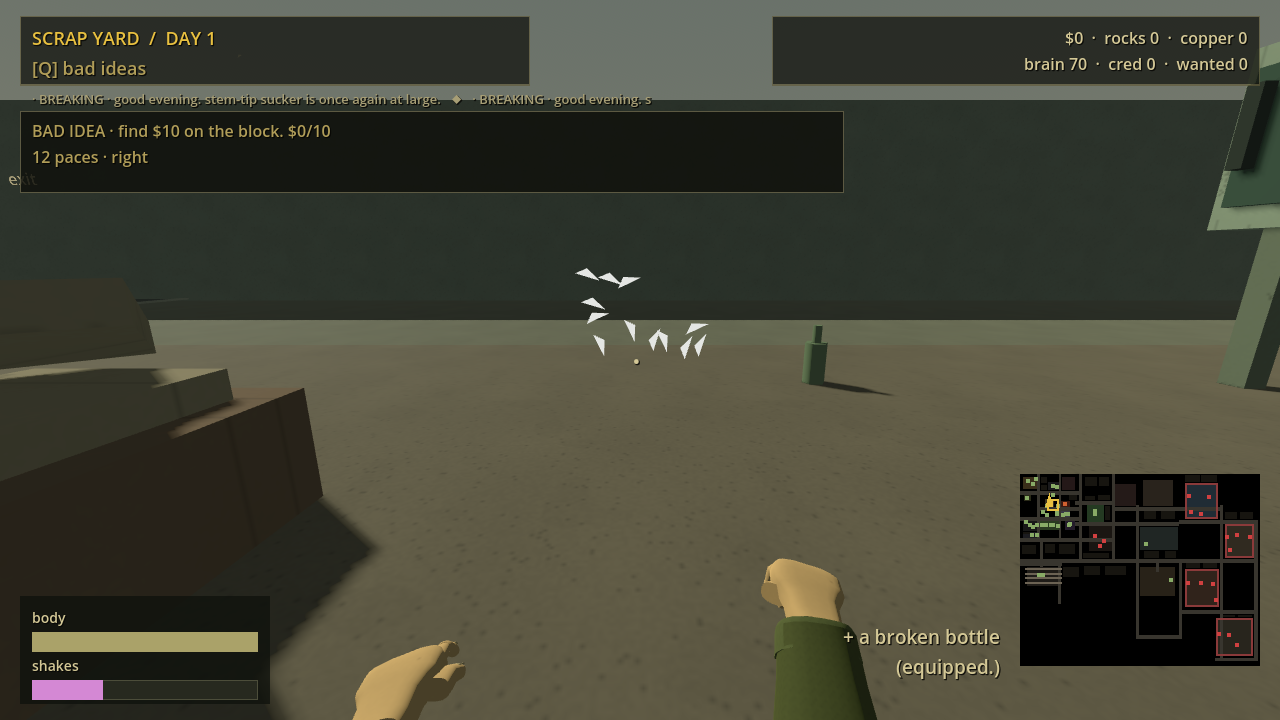 SCRAP YARD / DAY 1
[Q] bad ideas
$0 · rocks 0 · copper 0
brain 70 · cred 0 · wanted 0
· BREAKING · good evening. stem-tip sucker is once again at large. ◆ · BREAKING · good evening. s
BAD IDEA · find $10 on the block. $0/10
12 paces · right
exit
body
shakes
+ a broken bottle
(equipped.)